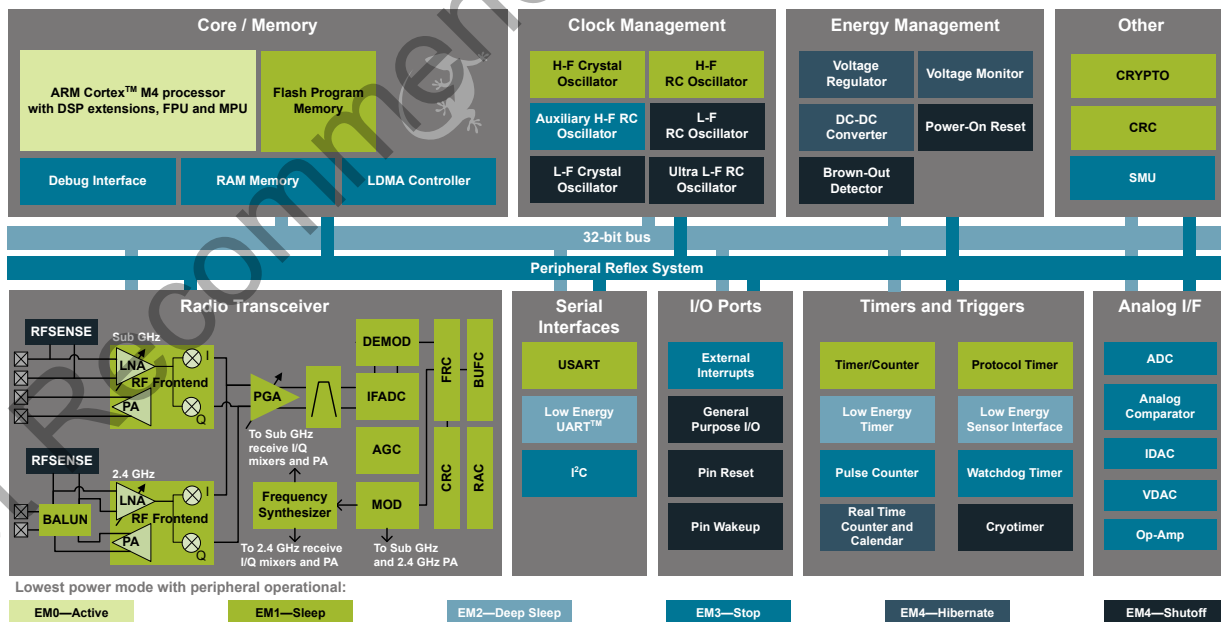 Core / Memory
ARM Cortex™ M4 processor
with DSP extensions, FPU and MPU
Flash Program
Memory
Debug Interface
RAM Memory
LDMA Controller
Clock Management
H-F Crystal
Oscillator
H-F
RC Oscillator
Auxiliary H-F RC
Oscillator
L-F
RC Oscillator
L-F Crystal
Oscillator
Ultra L-F RC
Oscillator
Energy Management
Voltage
Regulator
Voltage Monitor
DC-DC
Converter
Power-On Reset
Brown-Out
Detector
Other
CRYPTO
CRC
SMU
32-bit bus
Peripheral Reflex System
Radio Transceiver
RFSENSE
Sub GHz
LNA
RF Frontend
PA
I
Q
RFSENSE
2.4 GHz
LNA
RF Frontend
PA
I
Q
BALUN
PGA
To Sub GHz
receive I/Q
mixers and PA
Frequency
Synthesizer
To 2.4 GHz receive
I/Q mixers and PA
DEMOD
IFADC
AGC
MOD
To Sub GHz
and 2.4 GHz PA
FRC
BUFC
CRC
RAC
Serial
Interfaces
USART
Low Energy
UART™
I²C
I/O Ports
External
Interrupts
General
Purpose I/O
Pin Reset
Pin Wakeup
Timers and Triggers
Timer/Counter
Protocol Timer
Low Energy
Timer
Low Energy
Sensor Interface
Pulse Counter
Watchdog Timer
Real Time
Counter and
Calendar
Cryotimer
Analog I/F
ADC
Analog
Comparator
IDAC
VDAC
Op-Amp
Lowest power mode with peripheral operational:
EM0—Active
EM1—Sleep
EM2—Deep Sleep
EM3—Stop
EM4—Hibernate
EM4—Shutoff